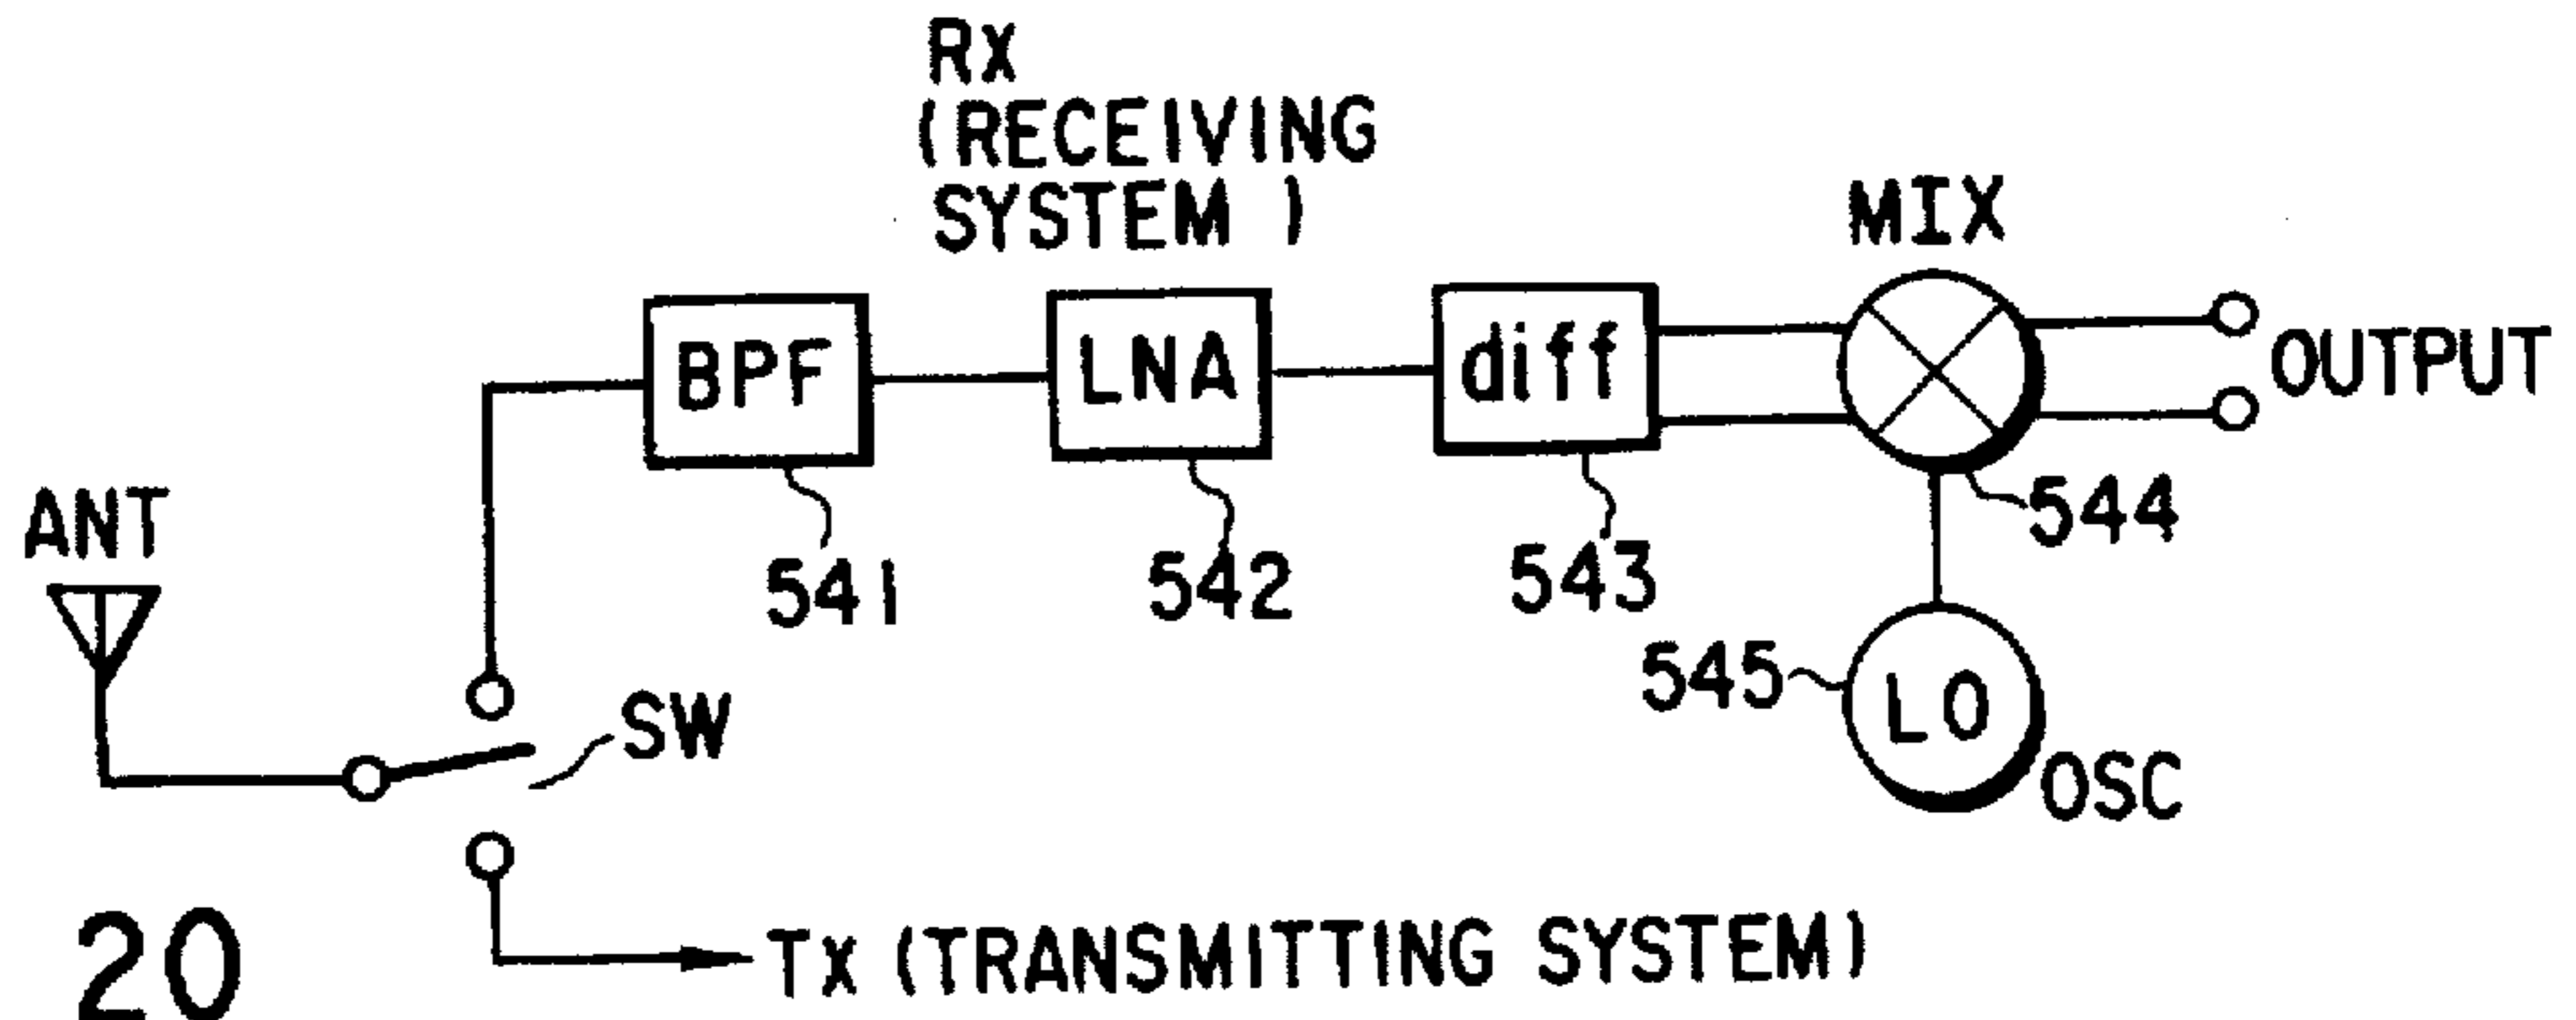 RX
(RECEIVING
SYSTEM )
MIX
BPF
LNA
diff
OUTPUT
ANT
541
542
543
544
545
LO
OSC
SW
TX (TRANSMITTING SYSTEM)
20